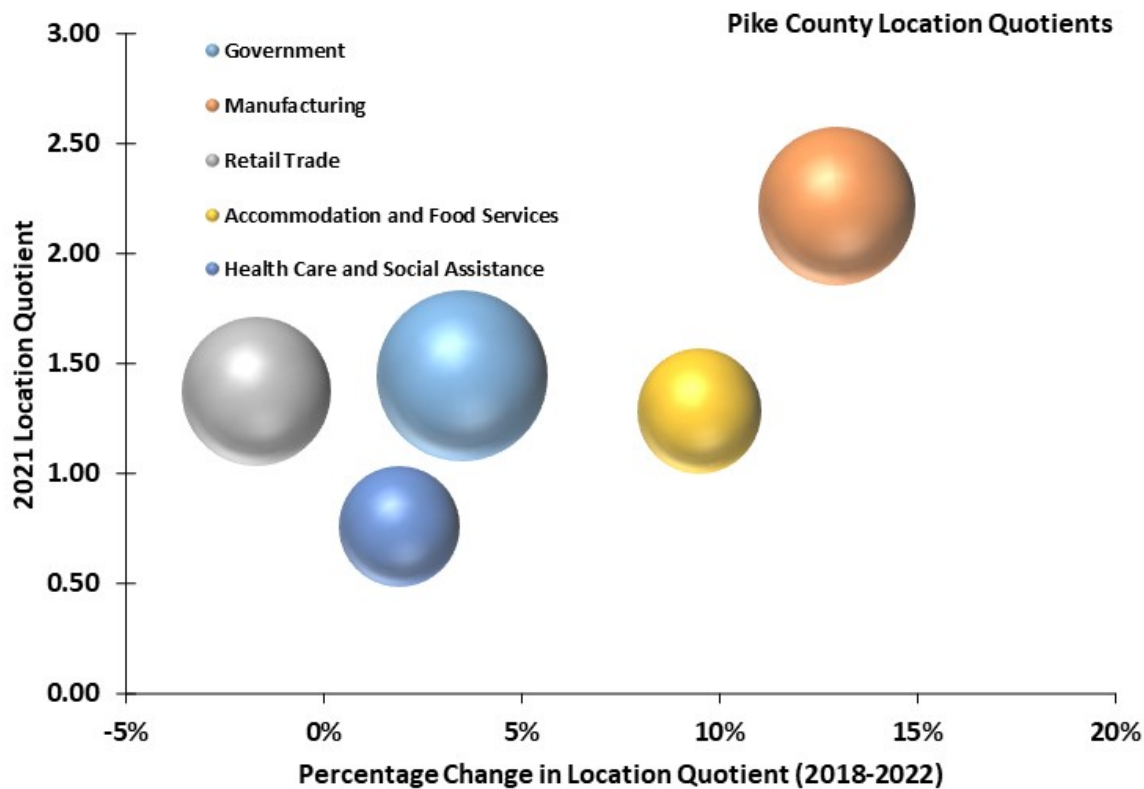 Pike County Location Quotients
3.00
2.50
2.00
1.50
1.00
0.50
0.00
2021 Location Quotient
Government
Manufacturing
Retail Trade
Accommodation and Food Services
Health Care and Social Assistance
-5% 0% 5% 10% 15% 20%
Percentage Change in Location Quotient (2018-2022)